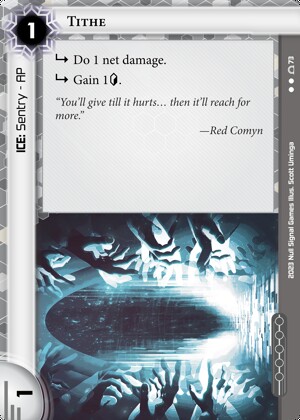 1
Tithe
ICE: Sentry - AP
↳ Do 1 net damage.
↳ Gain 1.
“You’ll give till it hurts… then it’ll reach for
more.”
—Red Comyn
73
2023 Null Signal Games Illus. Scott Uminga
1